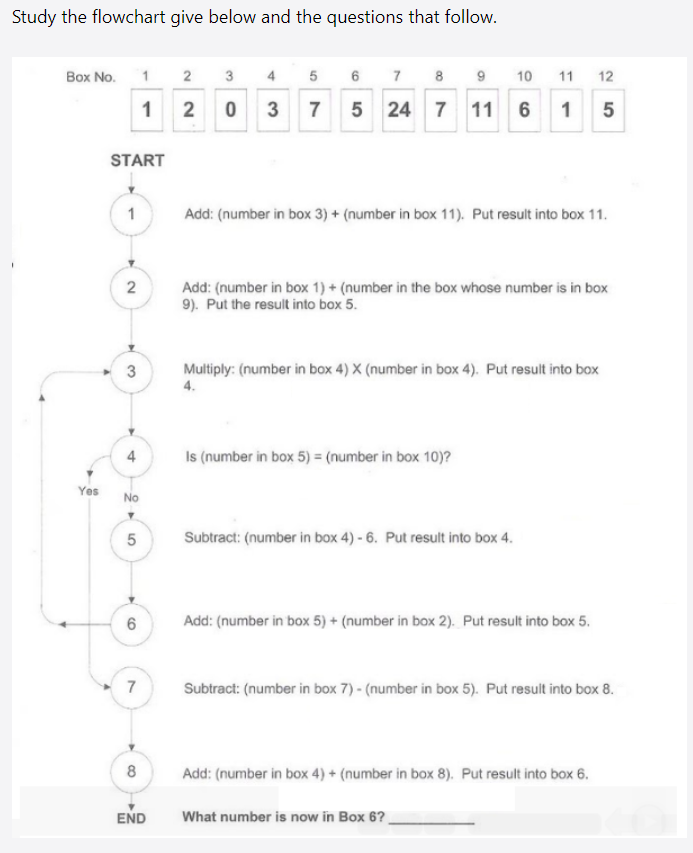 Study the flowchart give below and the questions that follow.
Box No. 1 2 3 4 5 6 7 8 9 10 11 12
1 2 0 3 7 5 24 7 11 6 1 5
START
1 Add: (number in box 3) + (number in box 11). Put result into box 11.
2 Add: (number in box 1) + (number in the box whose number is in box
9). Put the result into box 5.
3 Multiply: (number in box 4) X (number in box 4). Put result into box
4.
4 Is (number in box 5) = (number in box 10)?
Yes
No
5 Subtract: (number in box 4) - 6. Put result into box 4.
6 Add: (number in box 5) + (number in box 2). Put result into box 5.
7 Subtract: (number in box 7) - (number in box 5). Put result into box 8.
8 Add: (number in box 4) + (number in box 8). Put result into box 6.
END What number is now in Box 6? __________